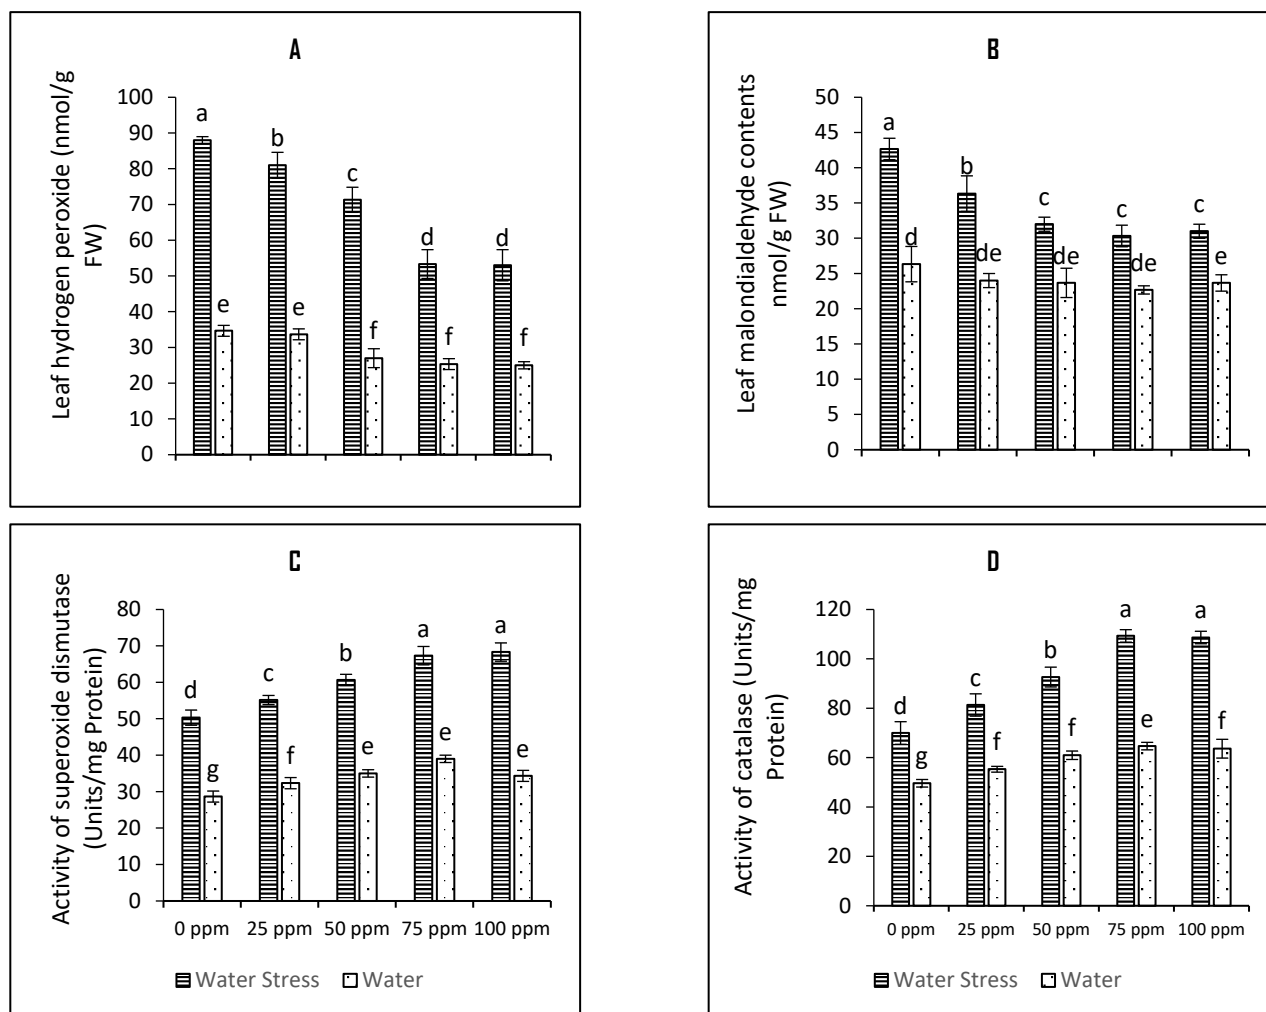 A
Leaf hydrogen peroxide (nmol/g
FW)
100
90
80
70
60
50
40
30
20
10
0
a
b
c
d
d
e
e
f
f
f
B
Leaf malondialdehyde contents
nmol/g FW)
50
45
40
35
30
25
20
15
10
5
0
a
b
c
c
c
d
de
de
de
e
C
Activity of superoxide dismutase
(Units/mg Protein)
80
70
60
50
40
30
20
10
0
d
c
b
a
a
g
f
e
e
e
0 ppm 25 ppm 50 ppm 75 ppm 100 ppm
Water Stress Water
D
Activity of catalase (Units/mg
Protein)
120
100
80
60
40
20
0
d
c
b
a
a
g
f
f
e
f
0 ppm 25 ppm 50 ppm 75 ppm 100 ppm
Water Stress Water